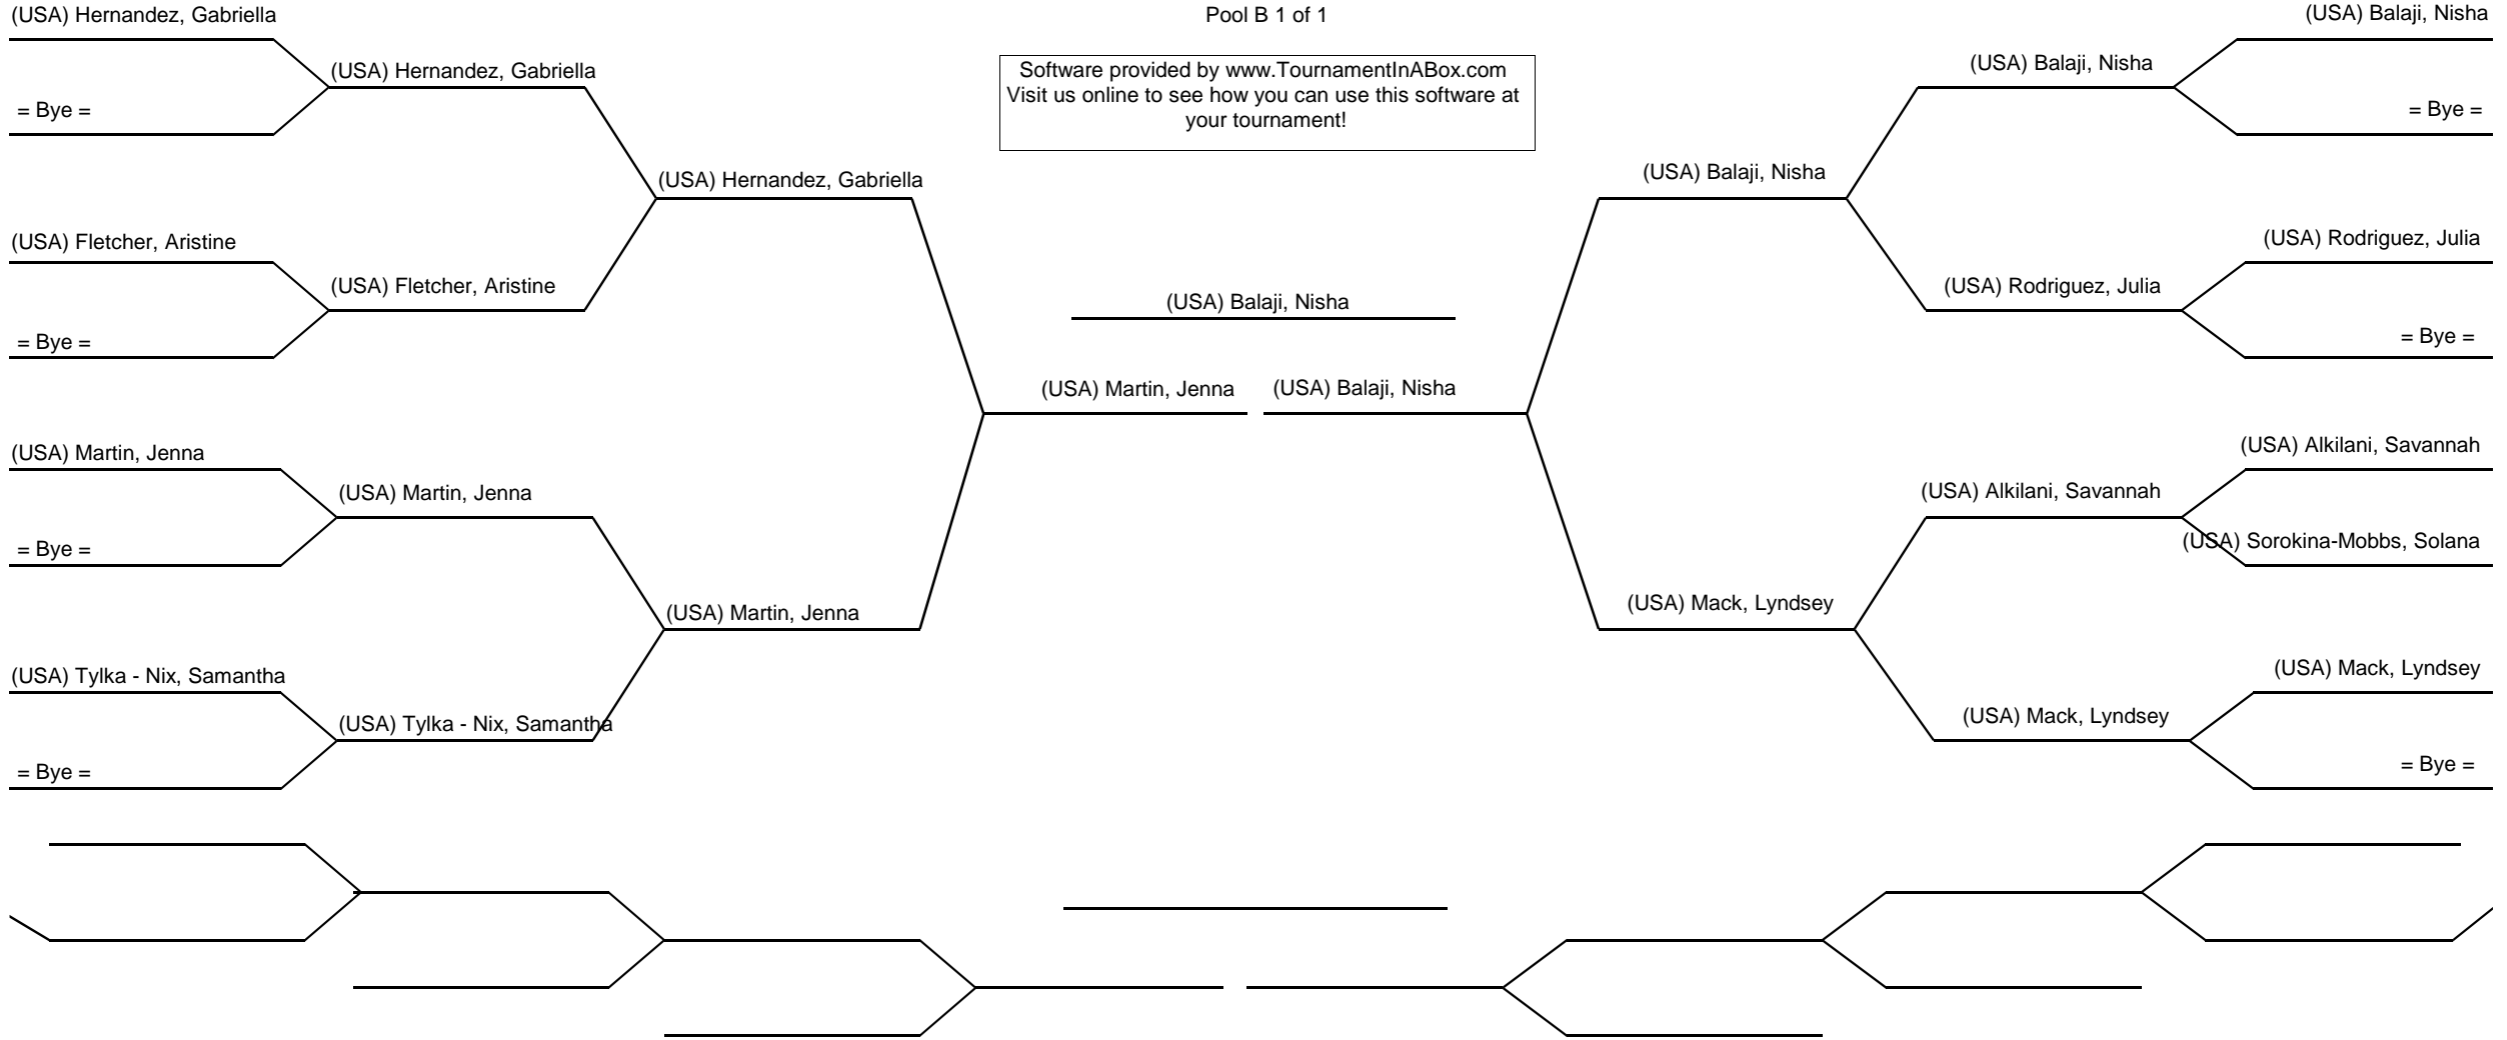 (USA) Hernandez, Gabriella
Pool B 1 of 1
(USA) Balaji, Nisha
Software provided by www.TournamentInABox.com
Visit us online to see how you can use this software at
your tournament!
(USA) Hernandez, Gabriella
(USA) Balaji, Nisha
= Bye =
= Bye =
(USA) Hernandez, Gabriella
(USA) Balaji, Nisha
(USA) Fletcher, Aristine
(USA) Rodriguez, Julia
(USA) Fletcher, Aristine
(USA) Rodriguez, Julia
(USA) Balaji, Nisha
= Bye =
= Bye =
(USA) Martin, Jenna
(USA) Balaji, Nisha
(USA) Martin, Jenna
(USA) Alkilani, Savannah
(USA) Martin, Jenna
(USA) Alkilani, Savannah
= Bye =
(USA) Sorokina-Mobbs, Solana
(USA) Martin, Jenna
(USA) Mack, Lyndsey
(USA) Tylka - Nix, Samantha
(USA) Mack, Lyndsey
(USA) Tylka - Nix, Samantha
(USA) Mack, Lyndsey
= Bye =
= Bye =